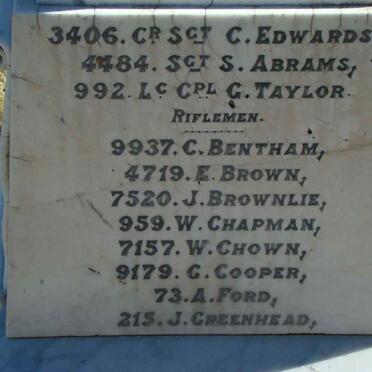 3406. CR SGT C. EDWARDS
4484. SGT S. ABRAMS,
992. LC CPL G. TAYLOR
RIFLEMEN.
9937. C. BENTHAM,
4719. E. BROWN,
7520. J. BROWNLIE,
959. W. CHAPMAN,
7157. W. CHOWN,
9179. G. COOPER,
73. A. FORD,
215. J. GREENHEAD,